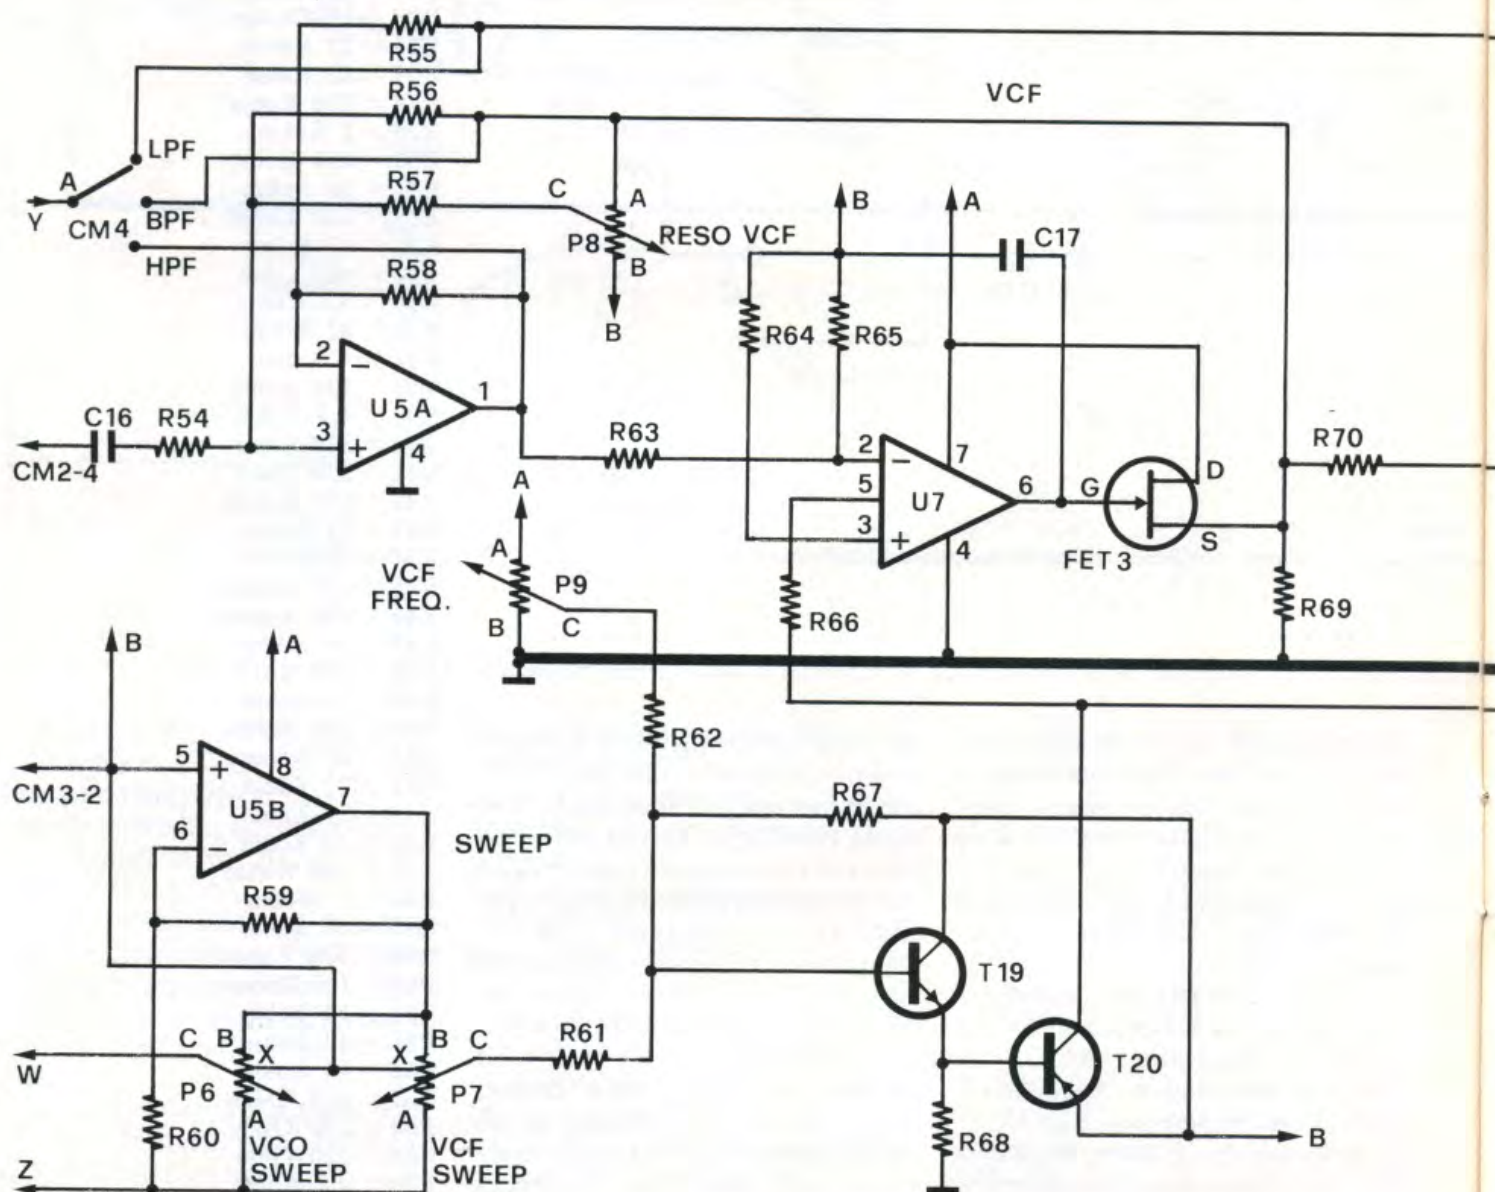 R55
R56
VCF
LPF
A
R57
C
A
B
A
Y
CM4
BPF
P8
RESO VCF
C17
HPF
R58
B
R64
R65
B
2
−
1
C16
R54
U5A
R63
R70
3
+
4
2
−
7
D
CM2-4
A
5
U7
6
G
A
3
+
4
S
VCF
FREQ.
P9
FET3
B
C
R66
R69
B
A
R62
5
+
8
CM3-2
U5B
7
R67
6
−
SWEEP
R59
T19
C
B
X
X
B
C
R61
T20
W
P6
P7
A
A
R60
VCO
SWEEP
VCF
SWEEP
R68
B
Z